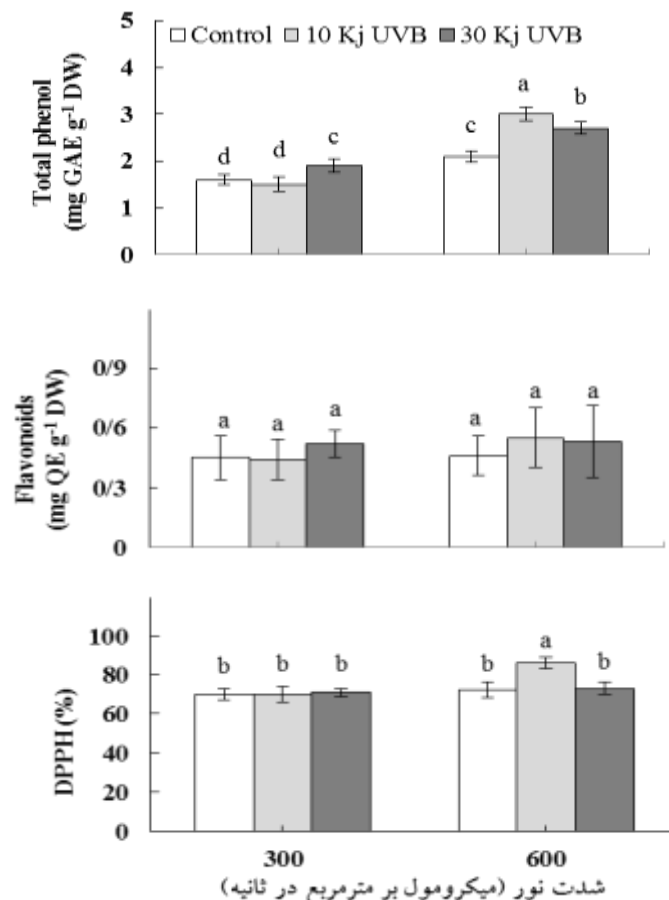 Control 10 Kj UVB 30 Kj UVB
Total phenol
(mg GAE g-1 DW)
5
4
3
2
1
0
d d c c a b
Flavonoids
(mg QE g-1 DW)
0/9
0/6
0/3
0
a a a a a a
DPPH (%)
100
80
60
40
20
0
b b b b a b
300 600
شدت نور (میکرومول بر مترمربع در ثانیه)